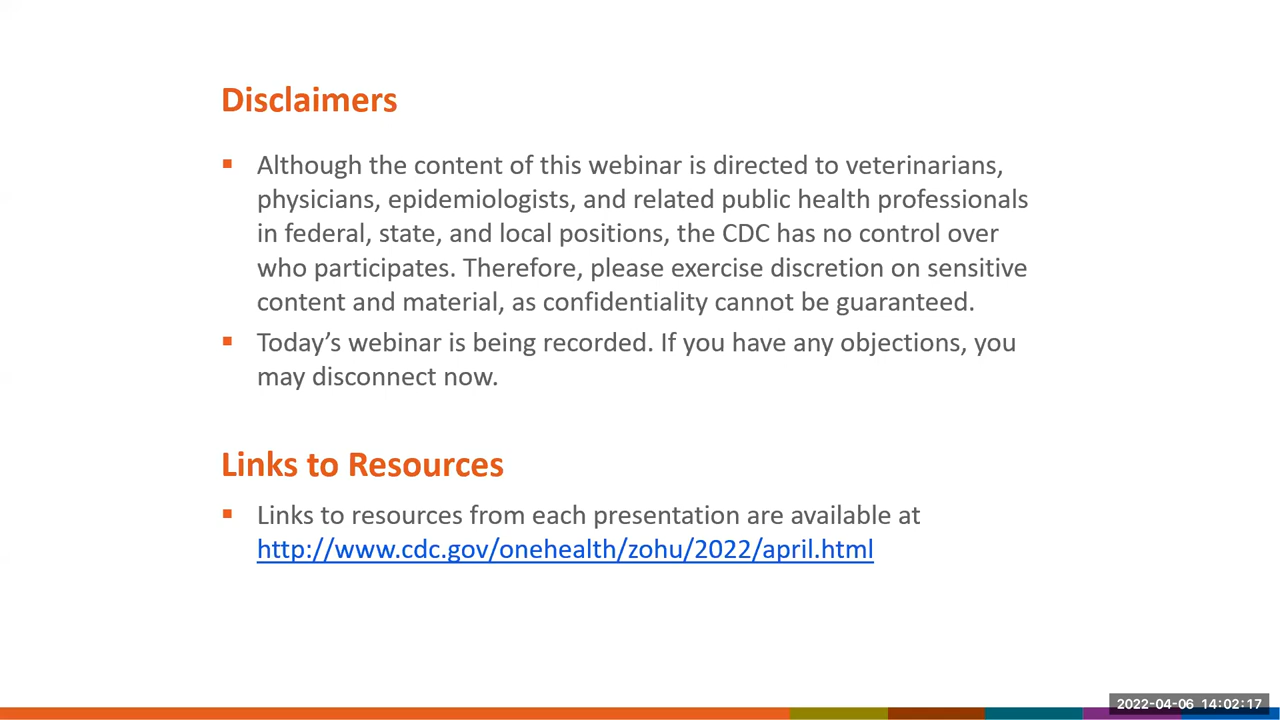 Disclaimers
Although the content of this webinar is directed to veterinarians,
physicians, epidemiologists, and related public health professionals
in federal, state, and local positions, the CDC has no control over
who participates. Therefore, please exercise discretion on sensitive
content and material, as confidentiality cannot be guaranteed.
Today’s webinar is being recorded. If you have any objections, you
may disconnect now.
Links to Resources
Links to resources from each presentation are available at
http://www.cdc.gov/onehealth/zohu/2022/april.html
2022-04-06 14:02:17